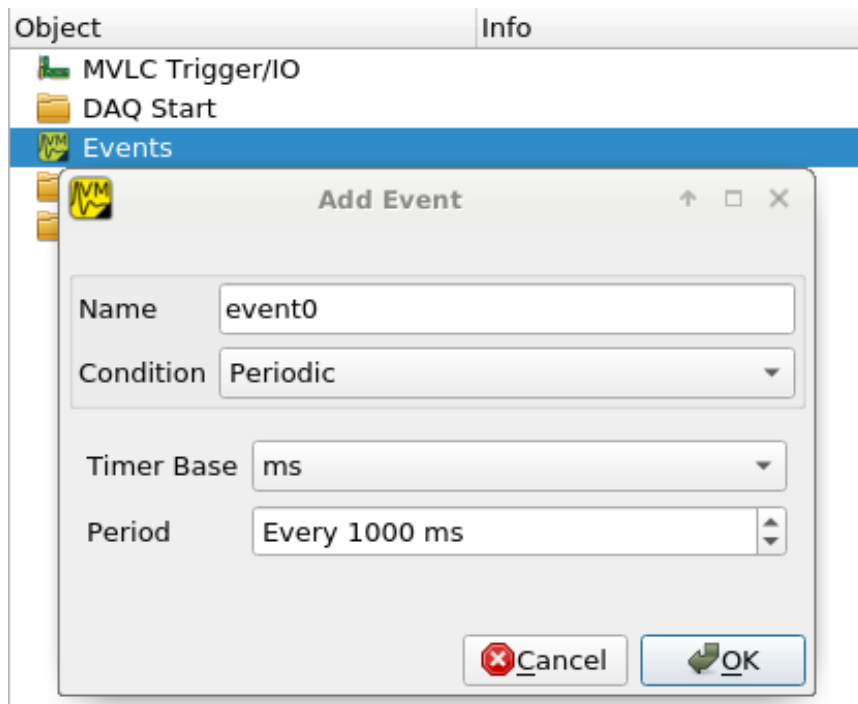 Object Info
MVLC Trigger/IO
DAQ Start
Events
VM
Add Event
Name event0
Condition Periodic
Timer Base ms
Period Every 1000 ms
Cancel OK